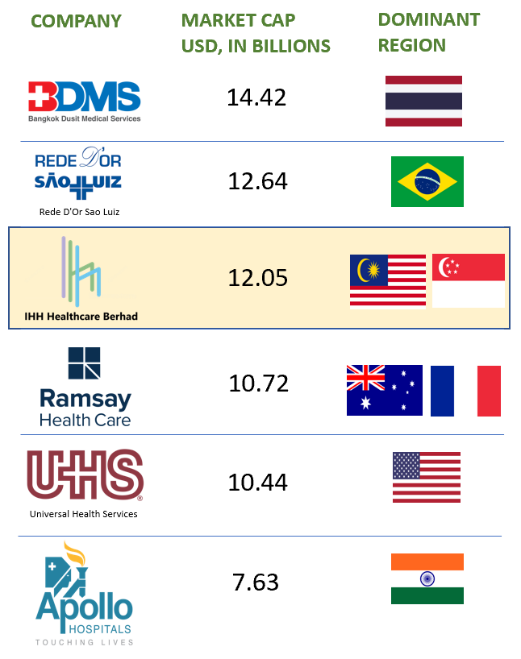 COMPANY
MARKET CAP
USD, IN BILLIONS
DOMINANT
REGION
BDMS
Bangkok Dusit Medical Services
14.42
REDE D'OR
SÃO LUIZ
Rede D'Or Sao Luiz
12.64
IHH Healthcare Berhad
12.05
Ramsay
Health Care
10.72
UHS
®
Universal Health Services
10.44
Apollo
HOSPITALS
TOUCHING LIVES
7.63